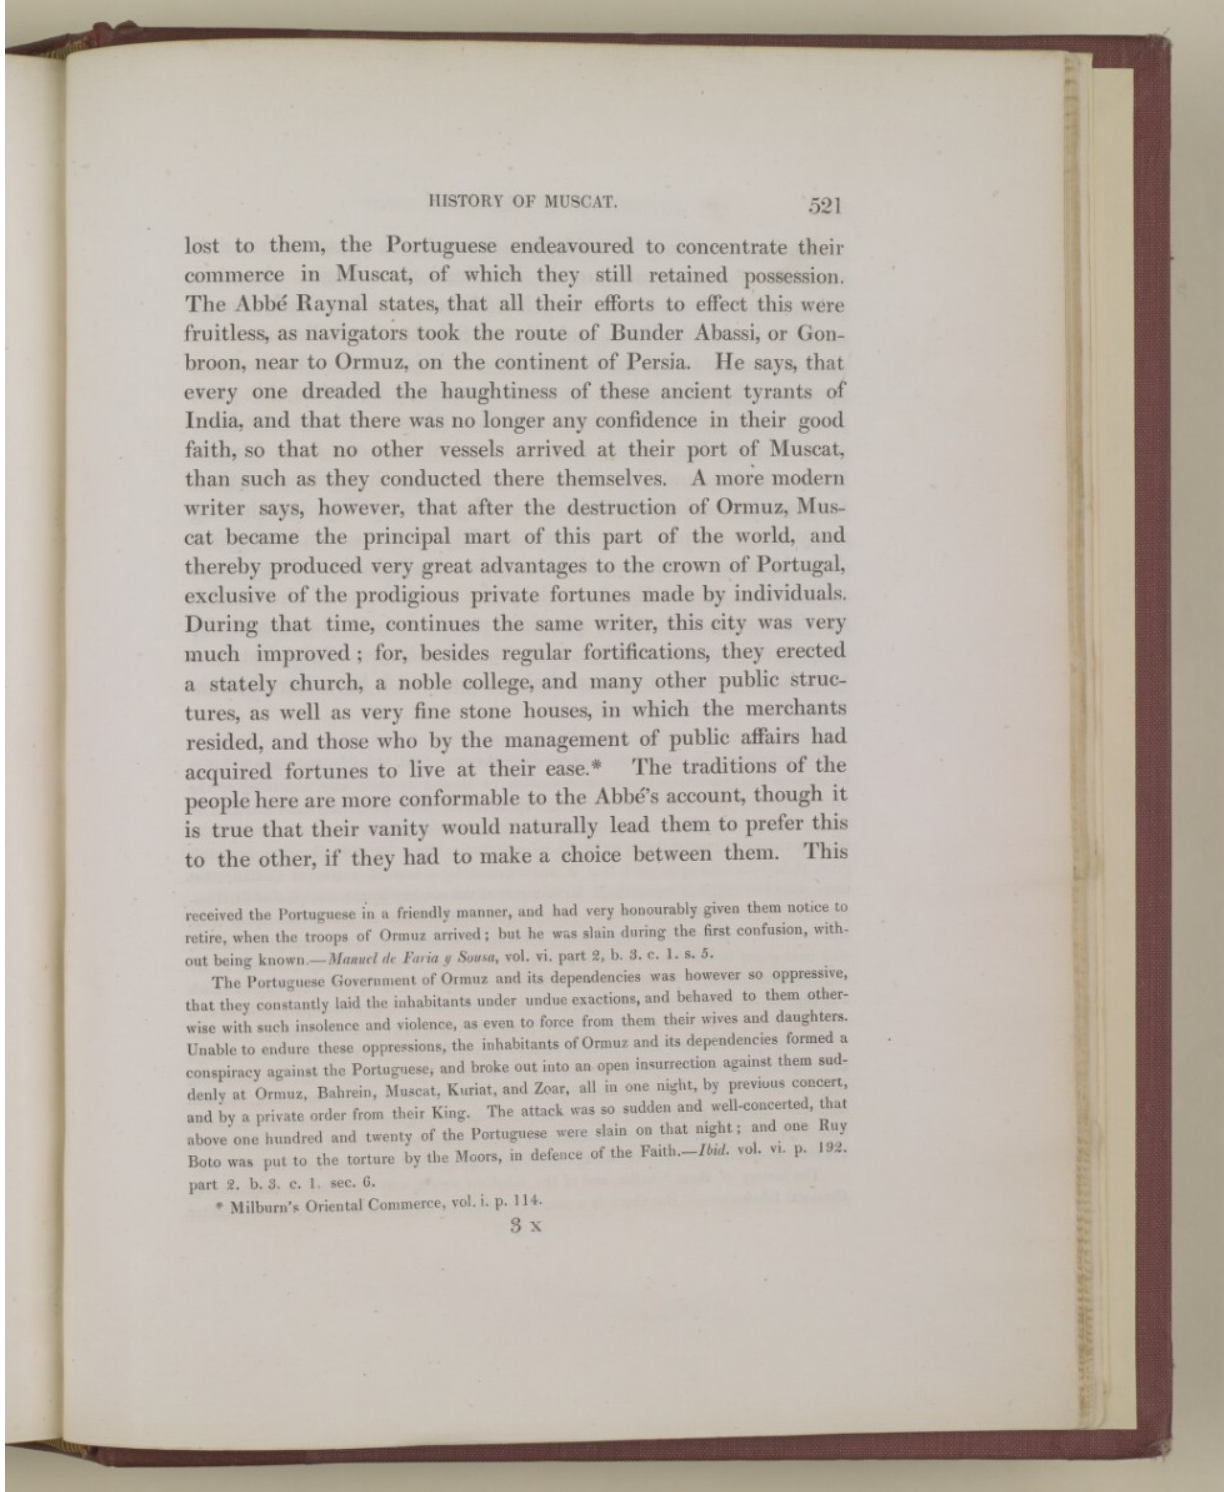 HISTORY OF MUSCAT. 521
lost to them, the Portuguese endeavoured to concentrate their
commerce in Muscat, of which they still retained possession.
The Abbé Raynal states, that all their efforts to effect this were
fruitless, as navigators took the route of Bunder Abassi, or Gon-
broon, near to Ormuz, on the continent of Persia. He says, that
every one dreaded the haughtiness of these ancient tyrants of
India, and that there was no longer any confidence in their good
faith, so that no other vessels arrived at their port of Muscat,
than such as they conducted there themselves. A more modern
writer says, however, that after the destruction of Ormuz, Mus-
cat became the principal mart of this part of the world, and
thereby produced very great advantages to the crown of Portugal,
exclusive of the prodigious private fortunes made by individuals.
During that time, continues the same writer, this city was very
much improved ; for, besides regular fortifications, they erected
a stately church, a noble college, and many other public struc-
tures, as well as very fine stone houses, in which the merchants
resided, and those who by the management of public affairs had
acquired fortunes to live at their ease.* The traditions of the
people here are more conformable to the Abbé's account, though it
is true that their vanity would naturally lead them to prefer this
to the other, if they had to make a choice between them. This
received the Portuguese in a friendly manner, and had very honourably given them notice to
retire, when the troops of Ormuz arrived ; but he was slain during the first confusion, with-
out being known.—Manuel de Faria y Sousa, vol. vi. part 2, b. 3. c. 1. s. 5.
The Portuguese Government of Ormuz and its dependencies was however so oppressive,
that they constantly laid the inhabitants under undue exactions, and behaved to them other-
wise with such insolence and violence, as even to force from them their wives and daughters.
Unable to endure these oppressions, the inhabitants of Ormuz and its dependencies formed a
conspiracy against the Portuguese, and broke out into an open insurrection against them sud-
denly at Ormuz, Bahrein, Muscat, Kuriat, and Zoar, all in one night, by previous concert,
and by a private order from their King. The attack was so sudden and well-concerted, that
above one hundred and twenty of the Portuguese were slain on that night ; and one Ruy
Boto was put to the torture by the Moors, in defence of the Faith.—Ibid. vol. vi. p. 192.
part 2. b. 3. c. 1. sec. 6.
* Milburn's Oriental Commerce, vol. i. p. 114.
3 x